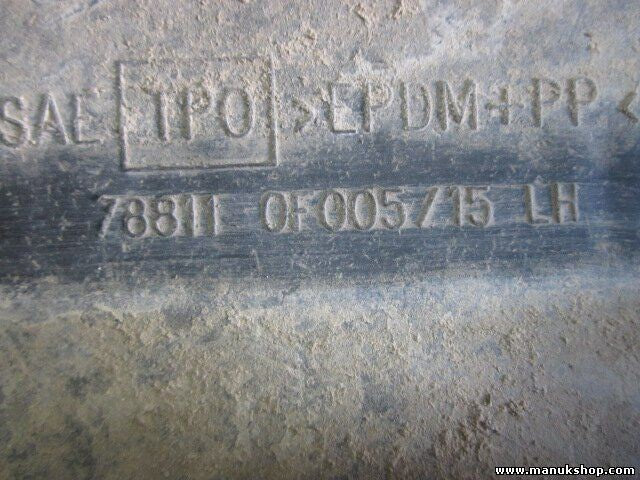 SAE TPO >EPDM+PP<
78811 0F005/15 LH
www.manukshop.com